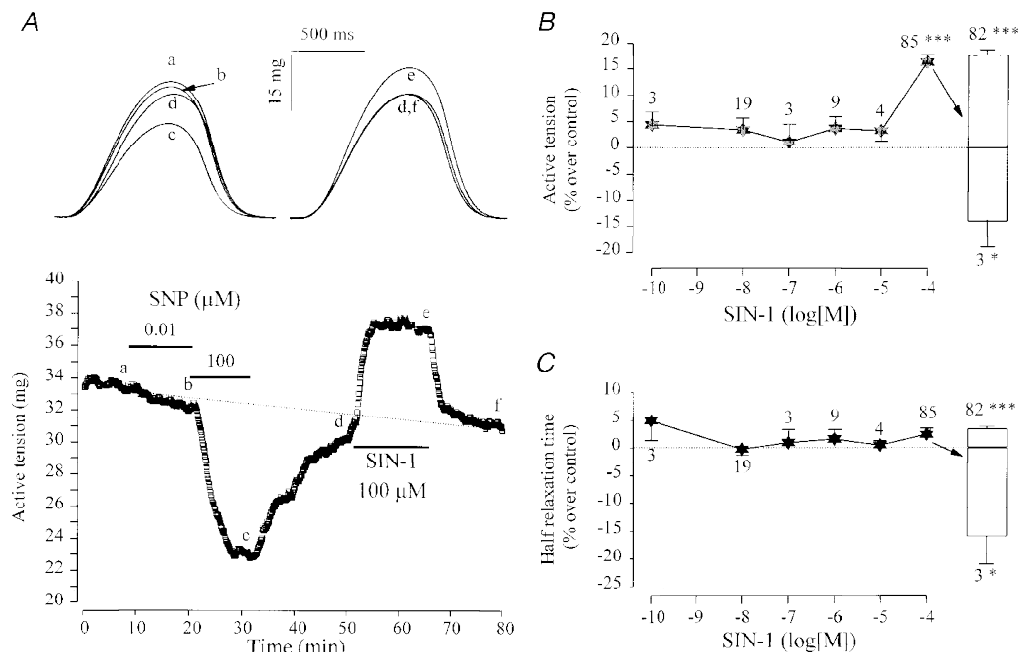 A
500 ms
15 mg
a
b
d
c
e
d,f
40
38
36
34
32
30
28
26
24
22
20
Active tension (mg)
SNP (µM)
0.01
100
a
b
c
d
e
f
SIN-1
100 µM
0
10
20
30
40
50
60
70
80
Time (min)
B
20
15
10
5
0
-5
-10
-15
-20
Active tension
(% over control)
3
19
3
9
4
85 ***
82 ***
3 *
-10
-8
-7
-6
-5
-4
SIN-1 (log[M])
C
10
5
0
-5
-10
-15
-20
-25
Half relaxation time
(% over control)
3
19
3
9
4
85
82 ***
3 *
-10
-8
-7
-6
-5
-4
SIN-1 (log[M])